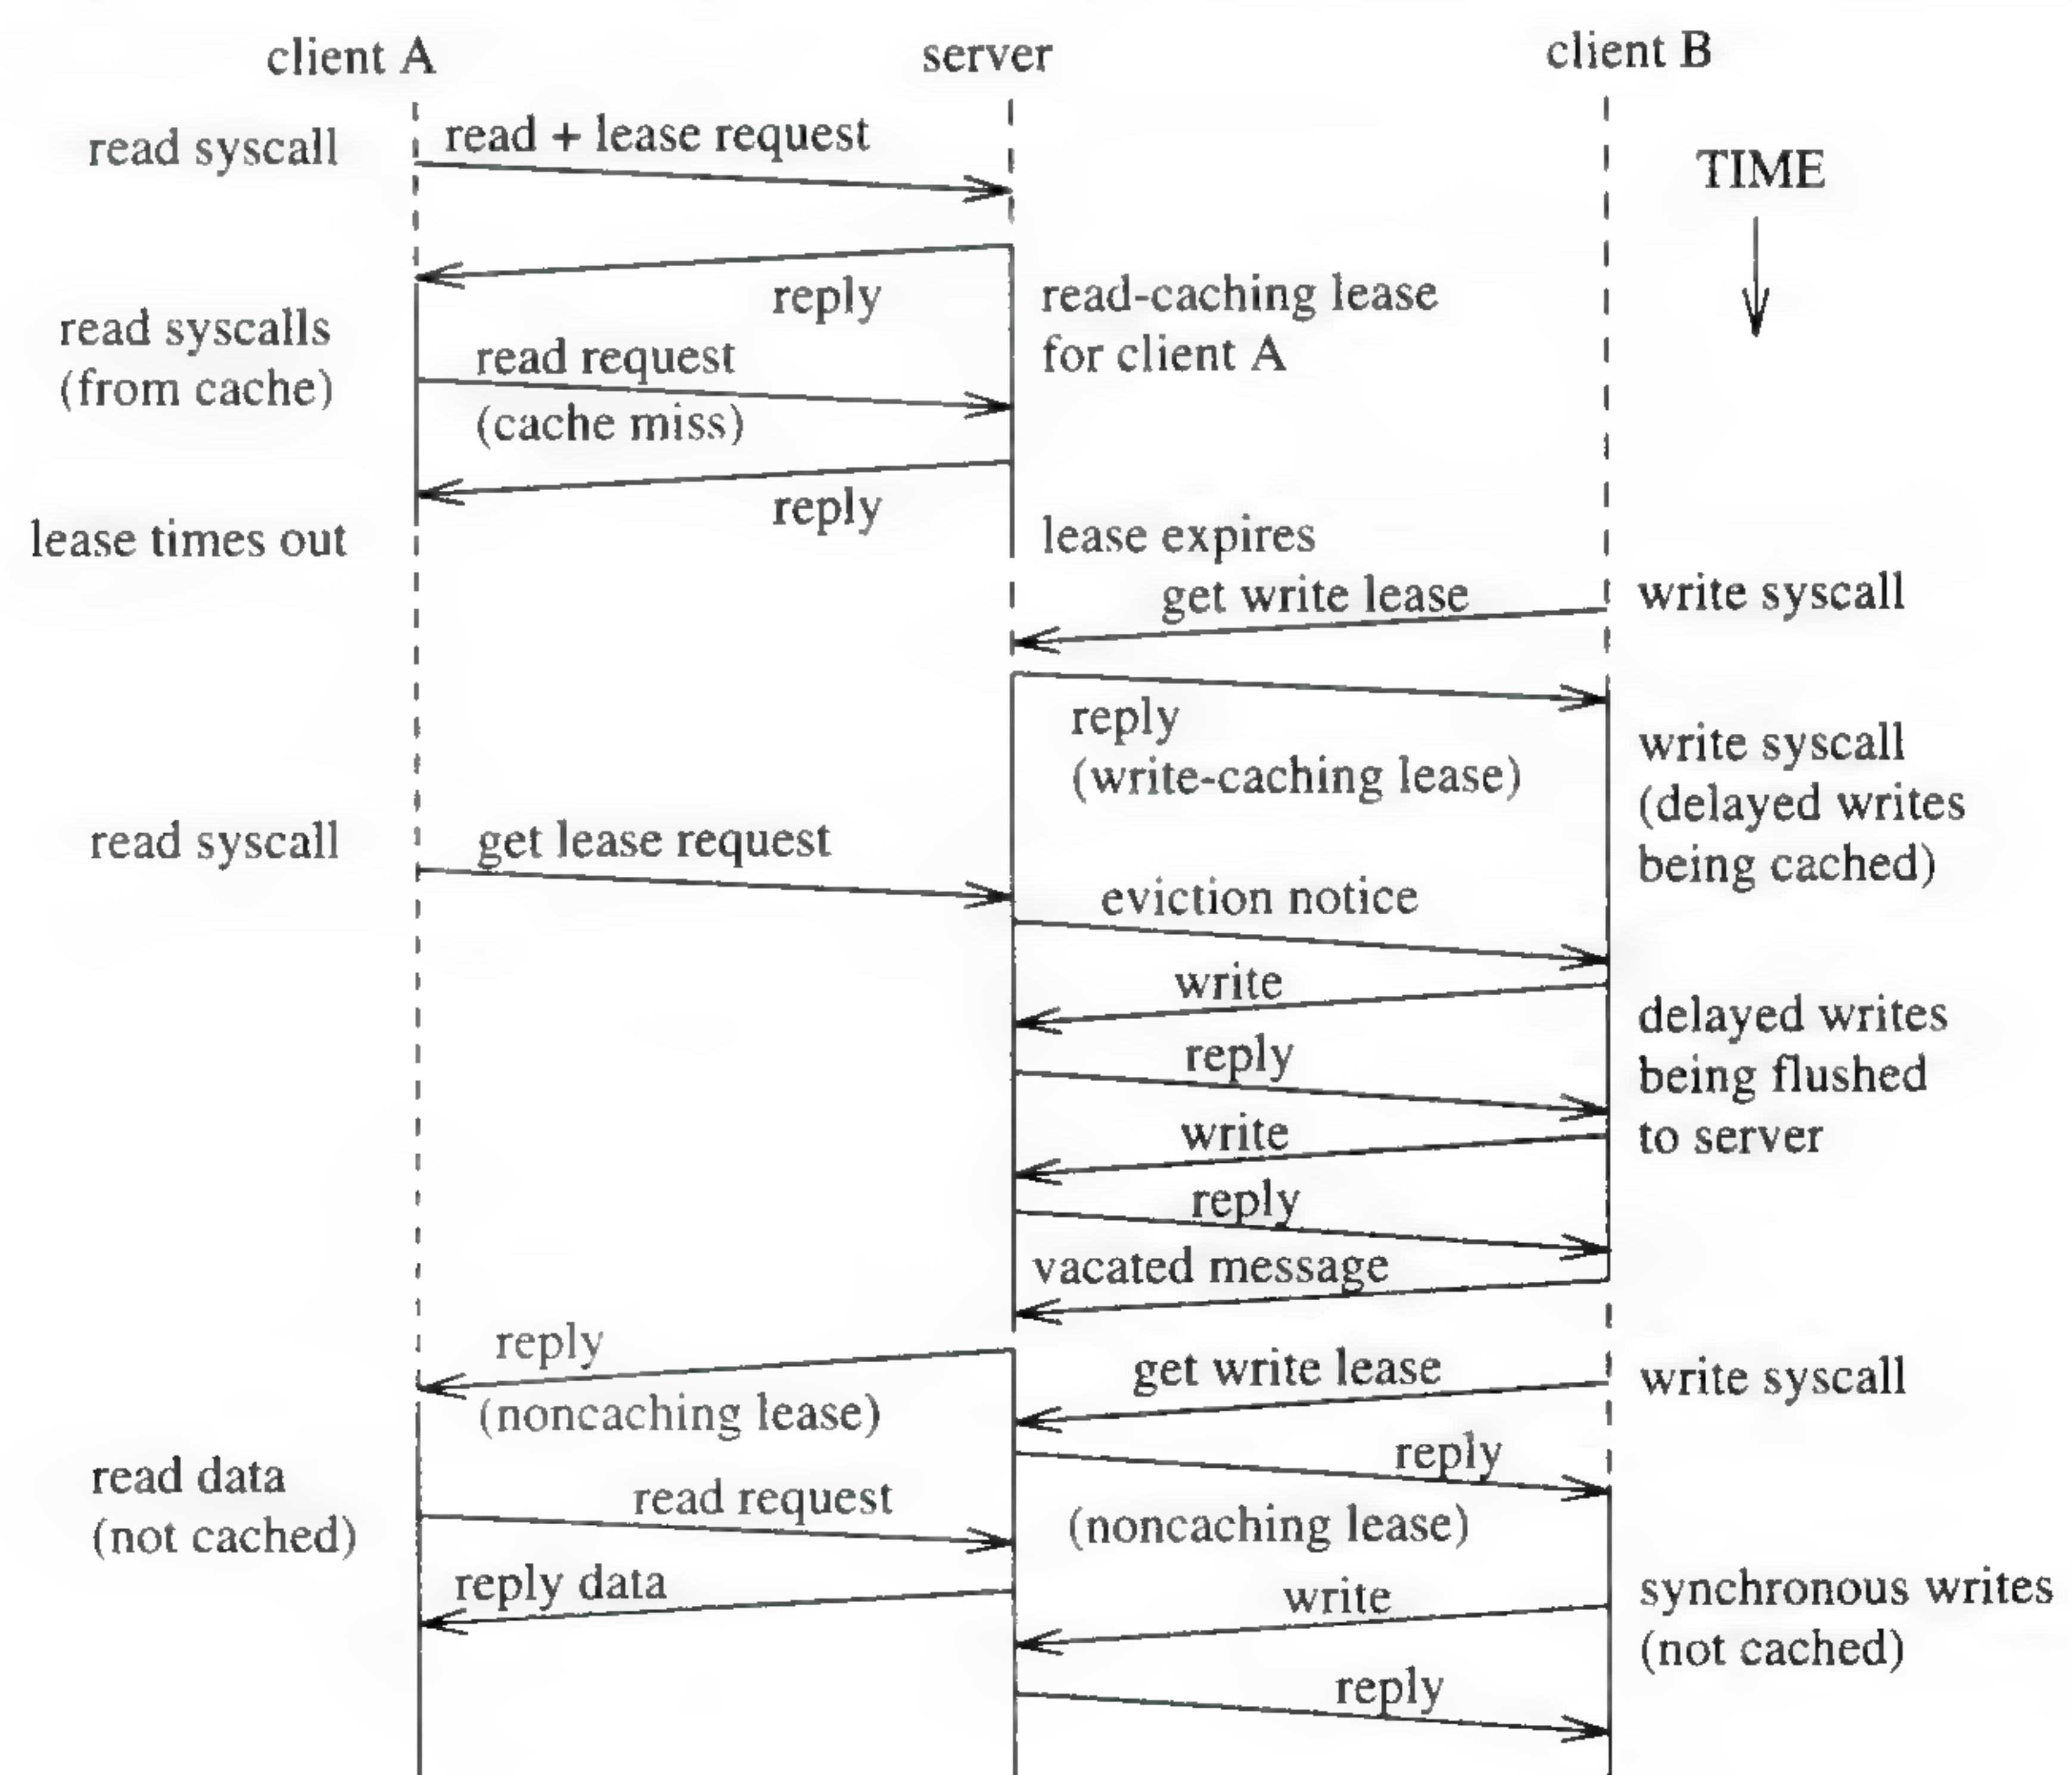 client A
server
client B
read syscall
read + lease request
TIME
reply
read-caching lease
for client A
read syscalls
(from cache)
read request
(cache miss)
reply
lease times out
lease expires
get write lease
write syscall
reply
(write-caching lease)
write syscall
(delayed writes
being cached)
read syscall
get lease request
eviction notice
write
delayed writes
being flushed
to server
reply
write
reply
vacated message
reply
(noncaching lease)
get write lease
write syscall
reply
(noncaching lease)
read data
(not cached)
read request
reply data
write
synchronous writes
(not cached)
reply